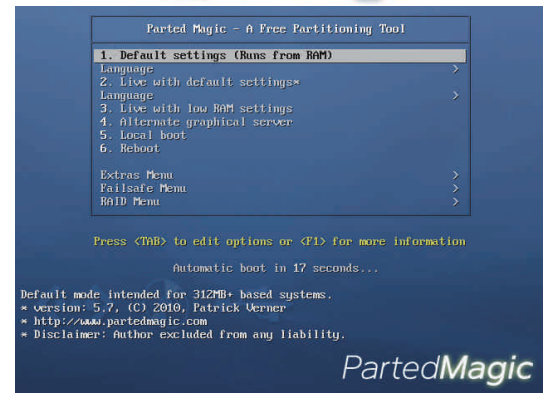 Parted Magic - A Free Partitioning Tool
1. Default settings (Runs from RAM)
Language >
2. Live with default settings*
Language >
3. Live with low RAM settings
4. Alternate graphical server
5. Local boot
6. Reboot
Extras Menu >
Failsafe Menu >
RAID Menu >
Press <TAB> to edit options or <F1> for more information
Automatic boot in 17 seconds...
Default mode intended for 312MB+ based systems.
* version: 5.7, (C) 2010, Patrick Verner
* http://www.partedmagic.com
* Disclaimer: Author excluded from any liability.
PartedMagic